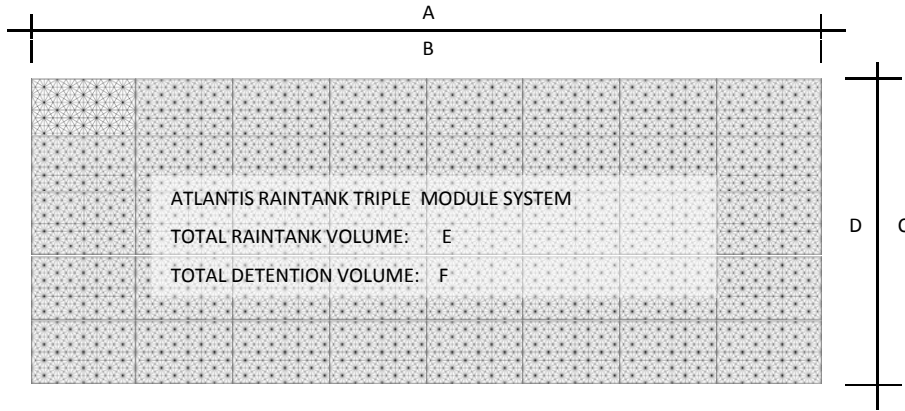 A
B
ATLANTIS RAINTANK TRIPLE MODULE SYSTEM
TOTAL RAINTANK VOLUME: E
TOTAL DETENTION VOLUME: F
D C